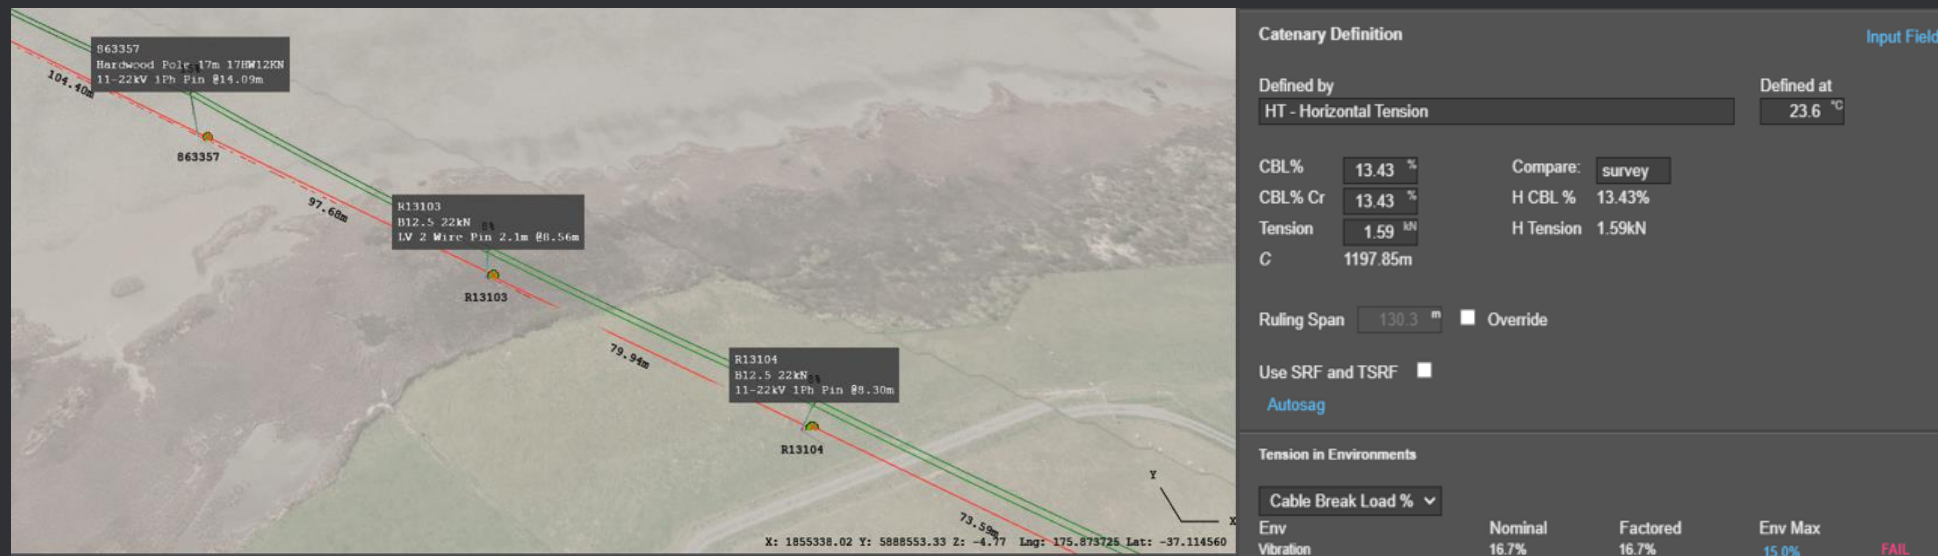 863357
Hardwood Pole 17m 17HW12KN
11-22kV 1Ph Pin @14.09m
104.40m
863357
97.68m
R13103
B12.5 22kN
8%
LV 2 Wire Pin 2.1m @8.56m
R13103
79.94m
R13104
B12.5 22kN
11-22kV 1Ph Pin @8.30m
R13104
73.59m
Y
X
X: 1855338.02 Y: 5888553.33 Z: -4.77 Lng: 175.873725 Lat: -37.114560
Catenary Definition
Input Field
Defined by
Defined at
HT - Horizontal Tension
23.6 °C
CBL% 13.43 % Compare: survey
CBL% Cr 13.43 % H CBL % 13.43%
Tension 1.59 kN H Tension 1.59kN
C 1197.85m
Ruling Span 130.3 m Override
Use SRF and TSRF
Autosag
Tension in Environments
Cable Break Load %
Env Nominal Factored Env Max
Vibration 16.7% 16.7% 15.0% FAIL